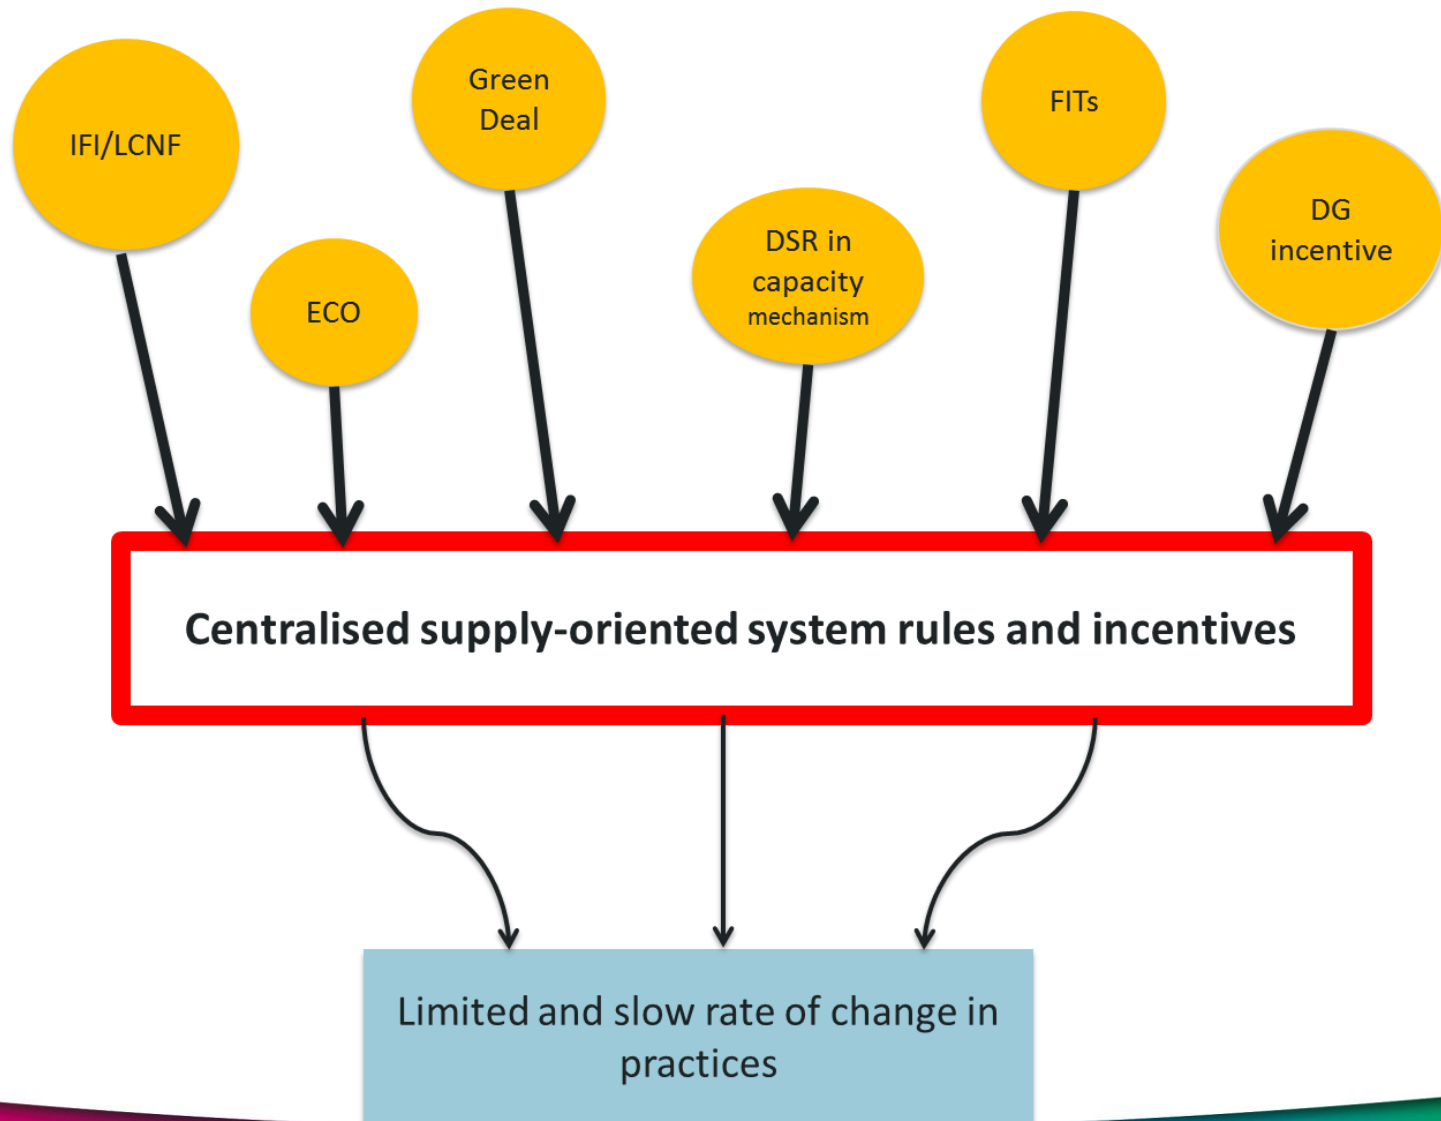 IFI/LCNF
Green
Deal
FITs
ECO
DSR in
capacity
mechanism
DG
incentive
Centralised supply-oriented system rules and incentives
Limited and slow rate of change in
practices